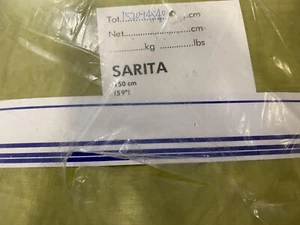 Tot..................cm
Net..................cm
........kg ............lbs
SARITA
150 cm
(59")